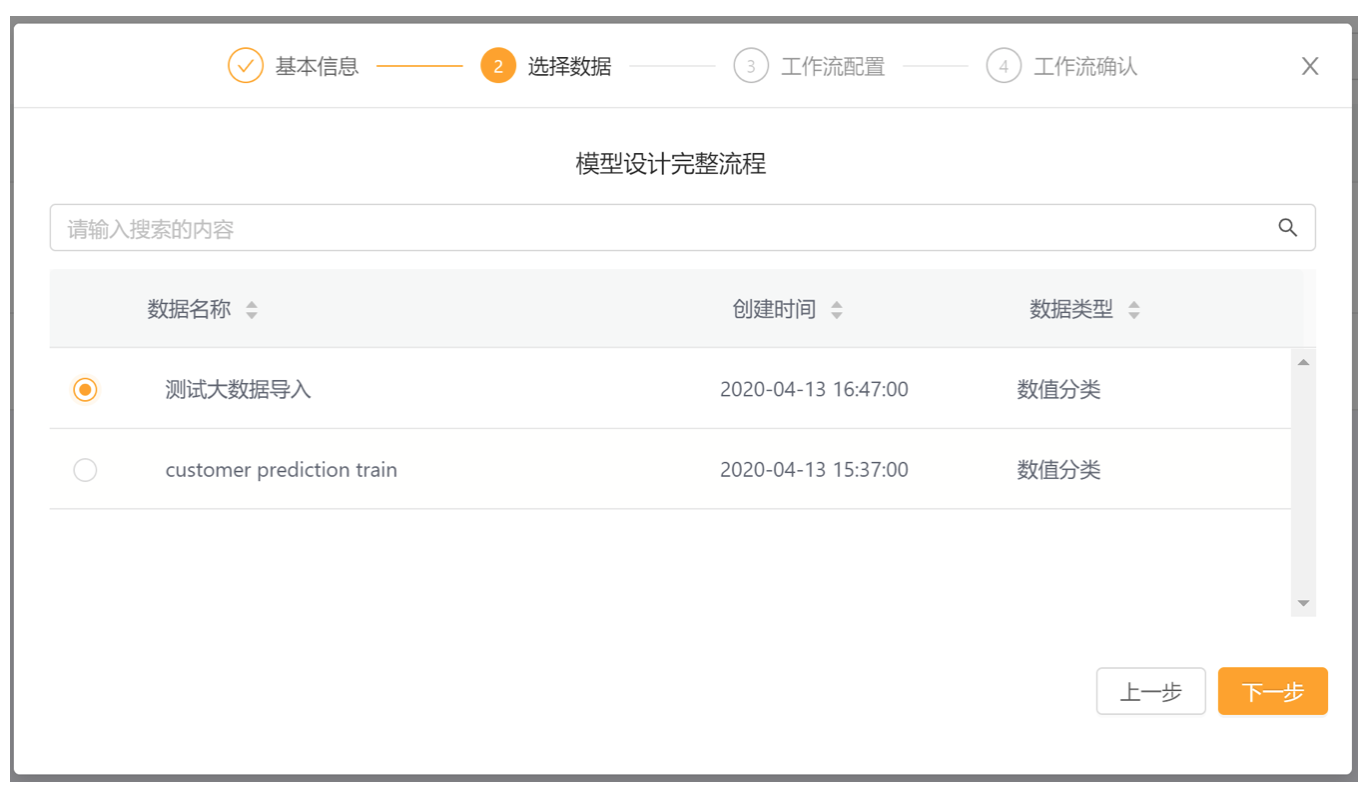 基本信息 2 选择数据 3 工作流配置 4 工作流确认 X
模型设计完整流程
请输入搜索的内容
数据名称 创建时间 数据类型
测试大数据导入 2020-04-13 16:47:00 数值分类
customer prediction train 2020-04-13 15:37:00 数值分类
上一步 下一步